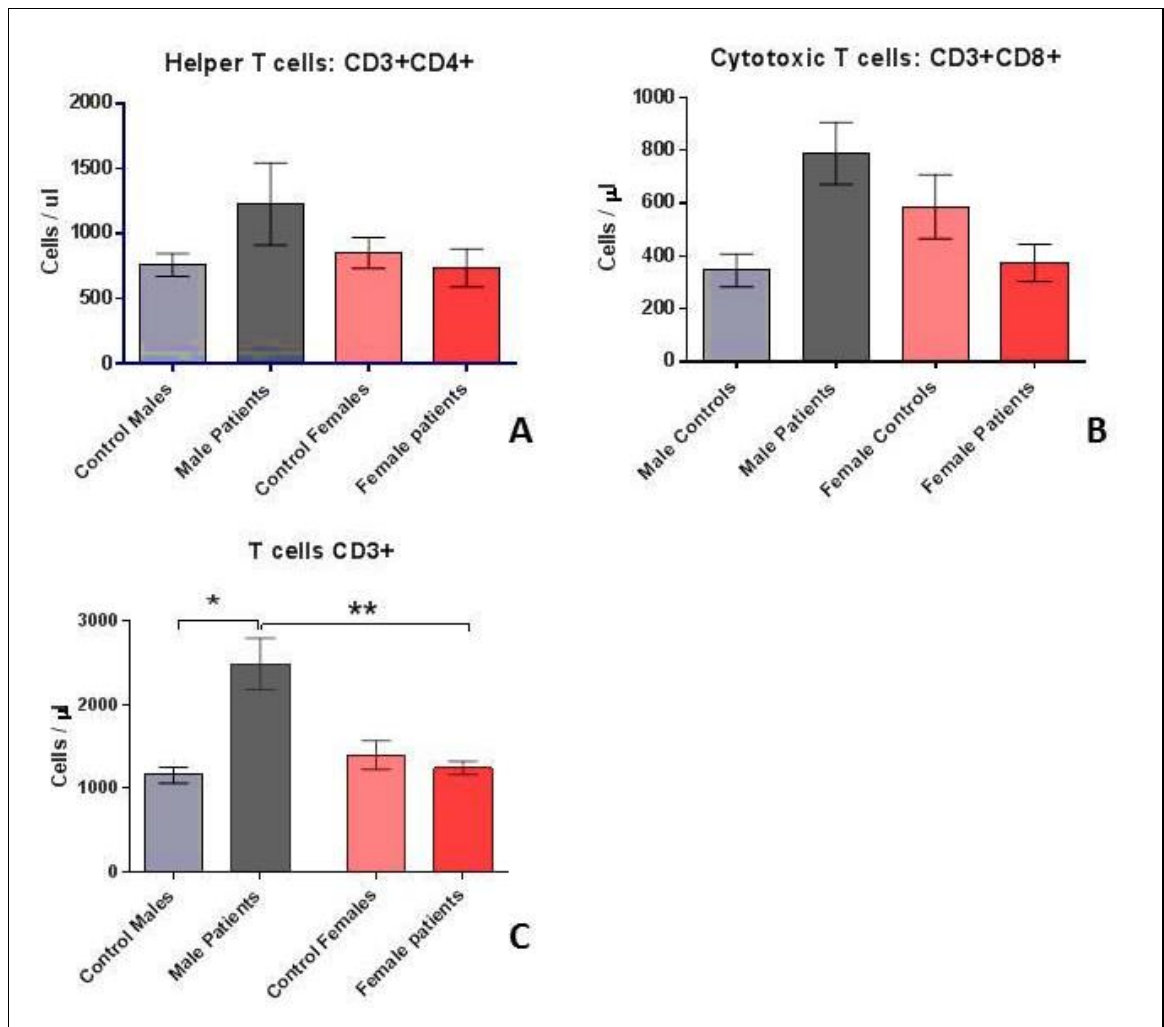 Helper T cells: CD3+CD4+
2000
1500
1000
500
0
Cells / ul
Control Males
Male Patients
Control Females
Female patients
A
Cytotoxic T cells: CD3+CD8+
1000
800
600
400
200
0
Cells / µl
Male Controls
Male Patients
Female Controls
Female Patients
B
T cells CD3+
*
**
3000
2000
1000
0
Cells / µl
Control Males
Male Patients
Control Females
Female patients
C